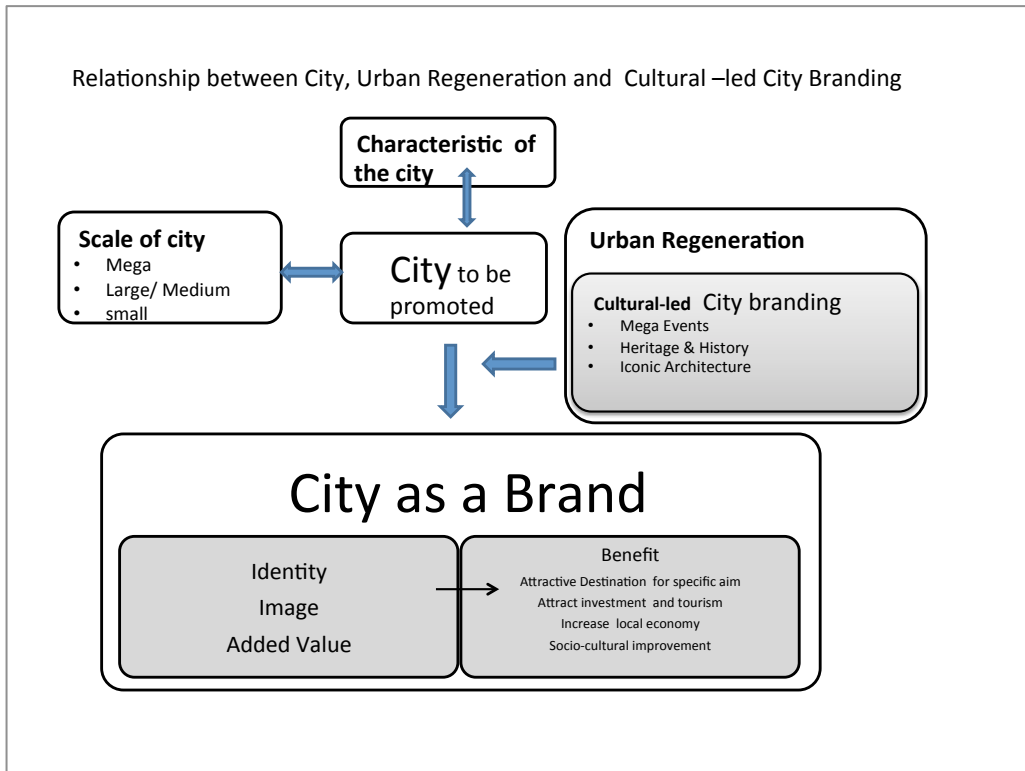 Relationship between City, Urban Regeneration and Cultural –led City Branding
Characteristic of
the city
Scale of city
• Mega
• Large/ Medium
• small
City to be
promoted
Urban Regeneration
Cultural-led City branding
• Mega Events
• Heritage & History
• Iconic Architecture
City as a Brand
Identity
Image
Added Value
Benefit
Attractive Destination for specific aim
Attract investment and tourism
Increase local economy
Socio-cultural improvement